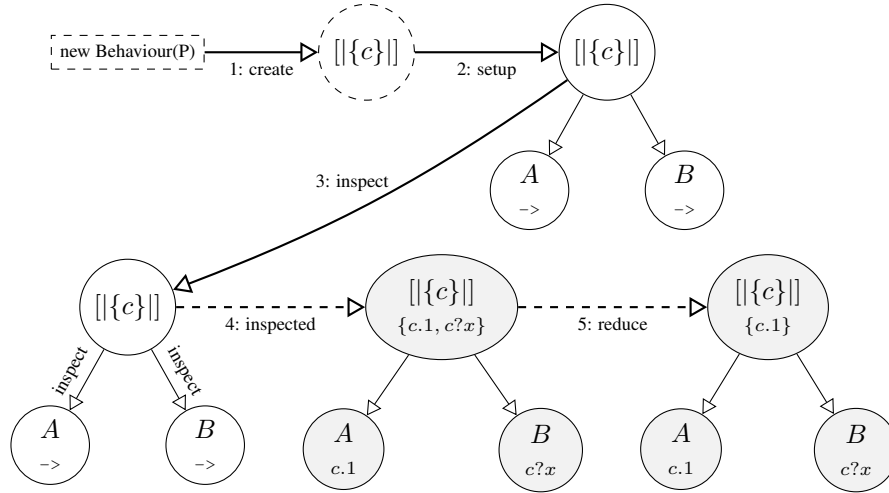 new Behaviour(P)
1: create
[|{c}|]
2: setup
[|{c}|]
A
->
B
->
3: inspect
[|{c}|]
4: inspected
[|{c}|]
{c.1, c?x}
5: reduce
[|{c}|]
{c.1}
inspect
inspect
A
->
B
->
A
c.1
B
c?x
A
c.1
B
c?x